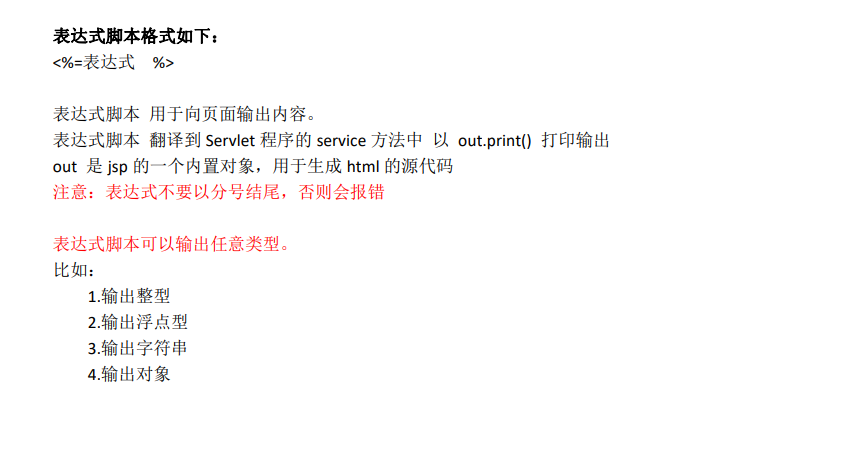 表达式脚本格式如下：
<%=表达式 %>
表达式脚本 用于向页面输出内容。
表达式脚本 翻译到 Servlet 程序的 service 方法中 以 out.print() 打印输出
out 是 jsp 的一个内置对象，用于生成 html 的源代码
注意：表达式不要以分号结尾，否则会报错
表达式脚本可以输出任意类型。
比如：
1.输出整型
2.输出浮点型
3.输出字符串
4.输出对象